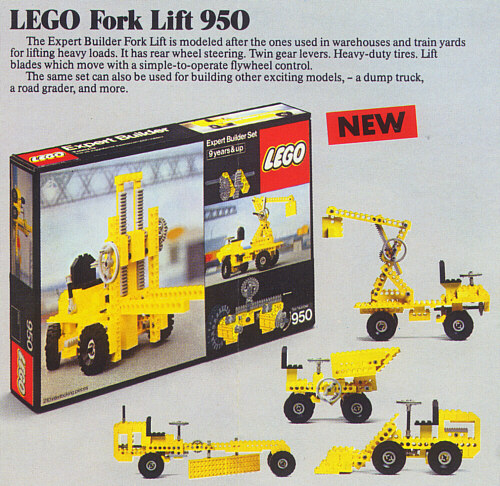 LEGO Fork Lift 950
The Expert Builder Fork Lift is modeled after the ones used in warehouses and train yards
for lifting heavy loads. It has rear wheel steering. Twin gear levers. Heavy-duty tires. Lift
blades which move with a simple-to-operate flywheel control.
The same set can also be used for building other exciting models, – a dump truck,
a road grader, and more.
NEW
LEGO
Expert Builder
Expert Builder Set
9 years & up
LEGO
950
950
LEGO
interlocking pieces